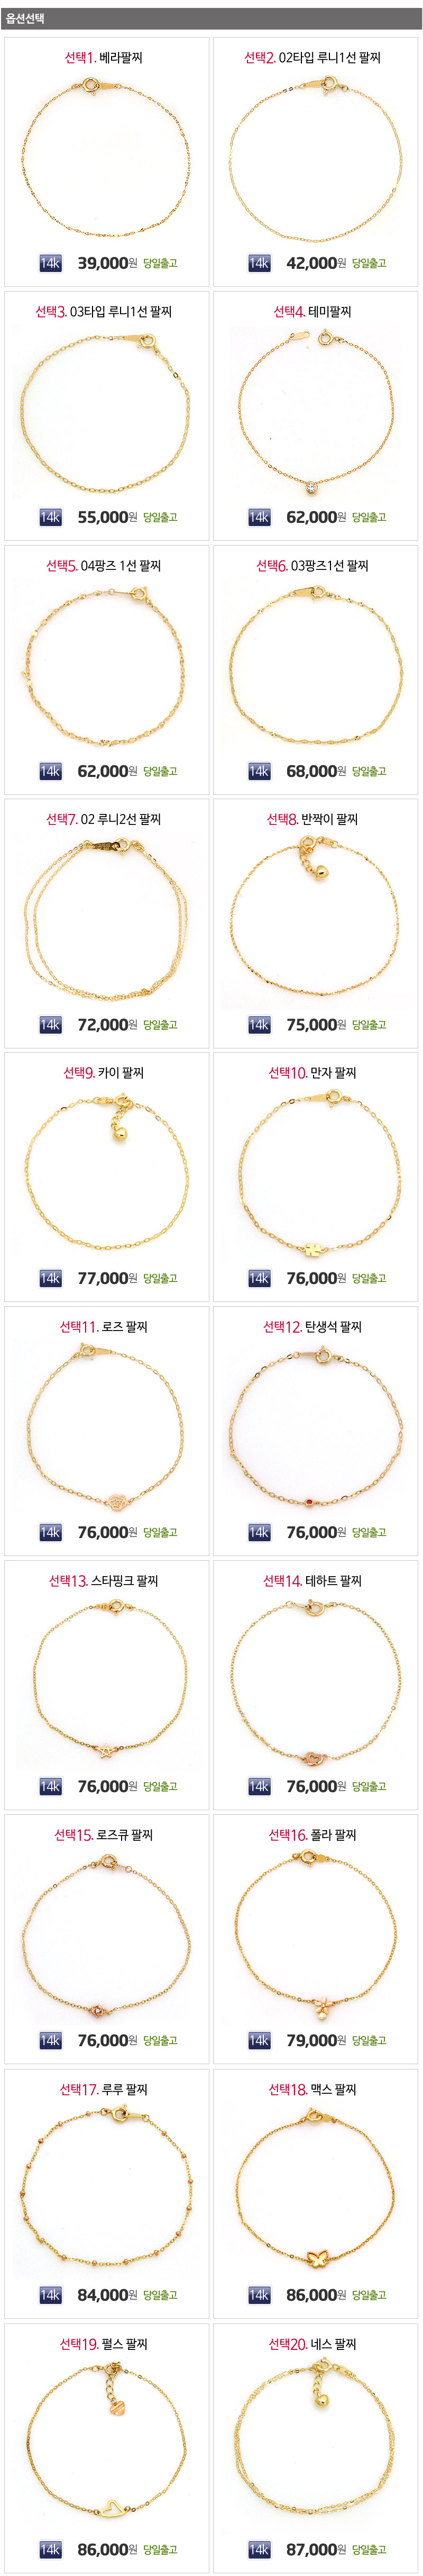 옵션선택
선택1. 베라팔찌
14k 39,000원 당일출고
선택2. 02타입 루니1선 팔찌
14k 42,000원 당일출고
선택3. 03타입 루니1선 팔찌
14k 55,000원 당일출고
선택4. 테미팔찌
14k 62,000원 당일출고
선택5. 04팡즈 1선 팔찌
14k 62,000원 당일출고
선택6. 03팡즈1선 팔찌
14k 68,000원 당일출고
선택7. 02 루니2선 팔찌
14k 72,000원 당일출고
선택8. 반짝이 팔찌
14k 75,000원 당일출고
선택9. 카이 팔찌
14k 77,000원 당일출고
선택10. 만자 팔찌
14k 76,000원 당일출고
선택11. 로즈 팔찌
14k 76,000원 당일출고
선택12. 탄생석 팔찌
14k 76,000원 당일출고
선택13. 스타핑크 팔찌
14k 76,000원 당일출고
선택14. 테하트 팔찌
14k 76,000원 당일출고
선택15. 로즈큐 팔찌
14k 76,000원 당일출고
선택16. 폴라 팔찌
14k 79,000원 당일출고
선택17. 루루 팔찌
14k 84,000원 당일출고
선택18. 맥스 팔찌
14k 86,000원 당일출고
선택19. 펄스 팔찌
14k 86,000원 당일출고
선택20. 네스 팔찌
14k 87,000원 당일출고